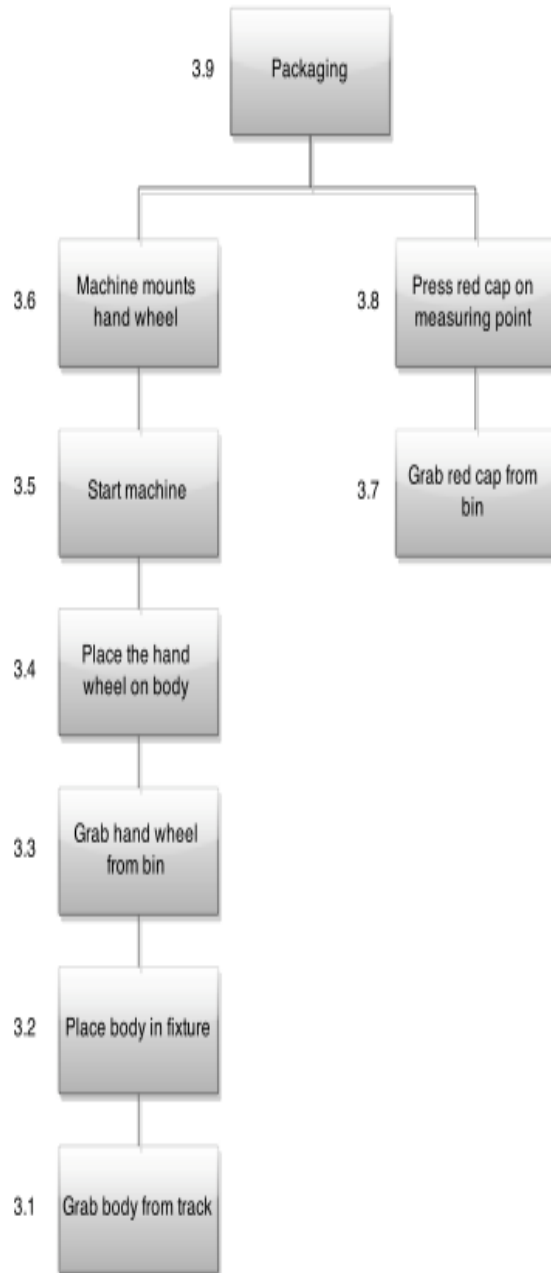 3.9
Packaging
3.6
Machine mounts
hand wheel
3.8
Press red cap on
measuring point
3.5
Start machine
3.7
Grab red cap from
bin
3.4
Place the hand
wheel on body
3.3
Grab hand wheel
from bin
3.2
Place body in fixture
3.1
Grab body from track